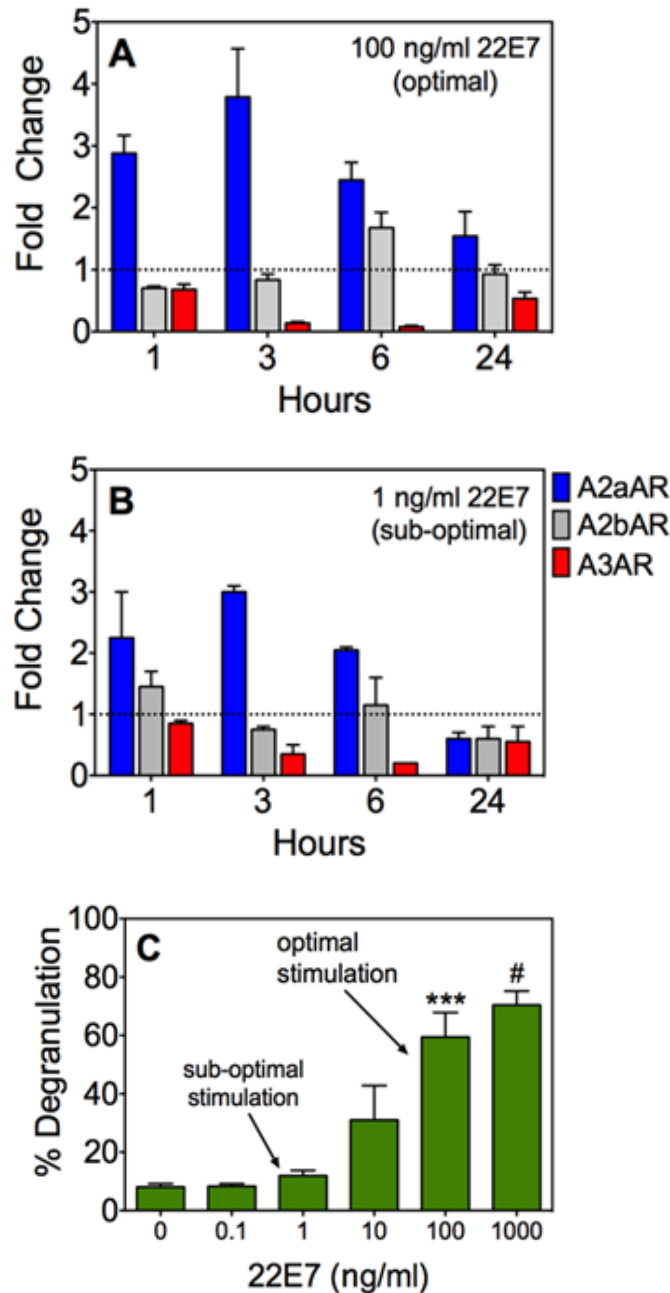 A
100 ng/ml 22E7
(optimal)
Fold Change
5
4
3
2
1
0
1 3 6 24
Hours
B
1 ng/ml 22E7
(sub-optimal)
Fold Change
5
4
3
2
1
0
1 3 6 24
Hours
A2aAR
A2bAR
A3AR
C
optimal
stimulation
sub-optimal
stimulation
***
#
% Degranulation
100
80
60
40
20
0
0 0.1 1 10 100 1000
22E7 (ng/ml)